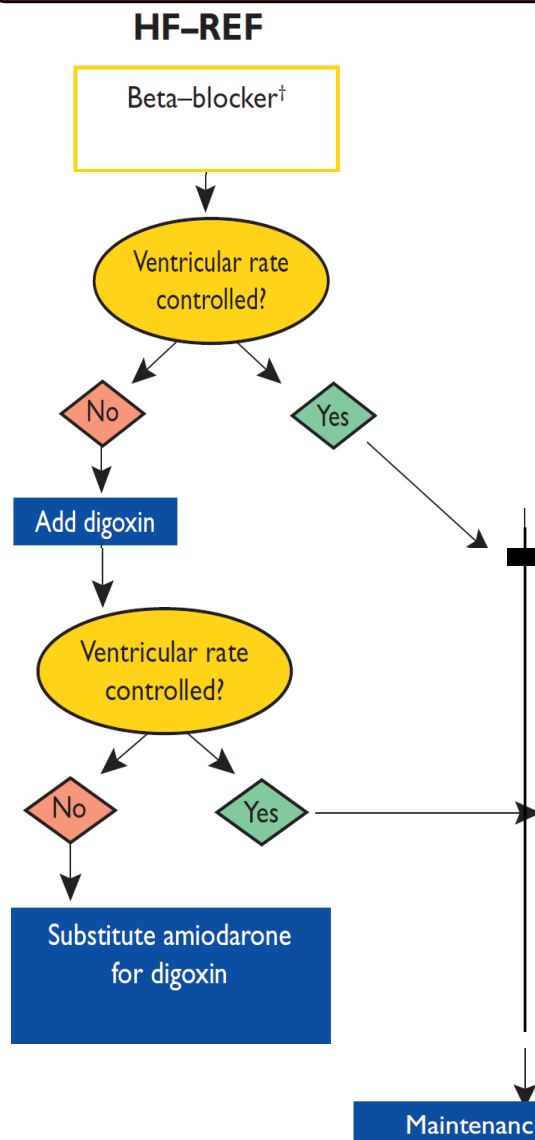 HF–REF
Beta–blocker†
Ventricular rate
controlled?
No
Yes
Add digoxin
Ventricular rate
controlled?
No
Yes
Substitute amiodarone
for digoxin
Maintenanc